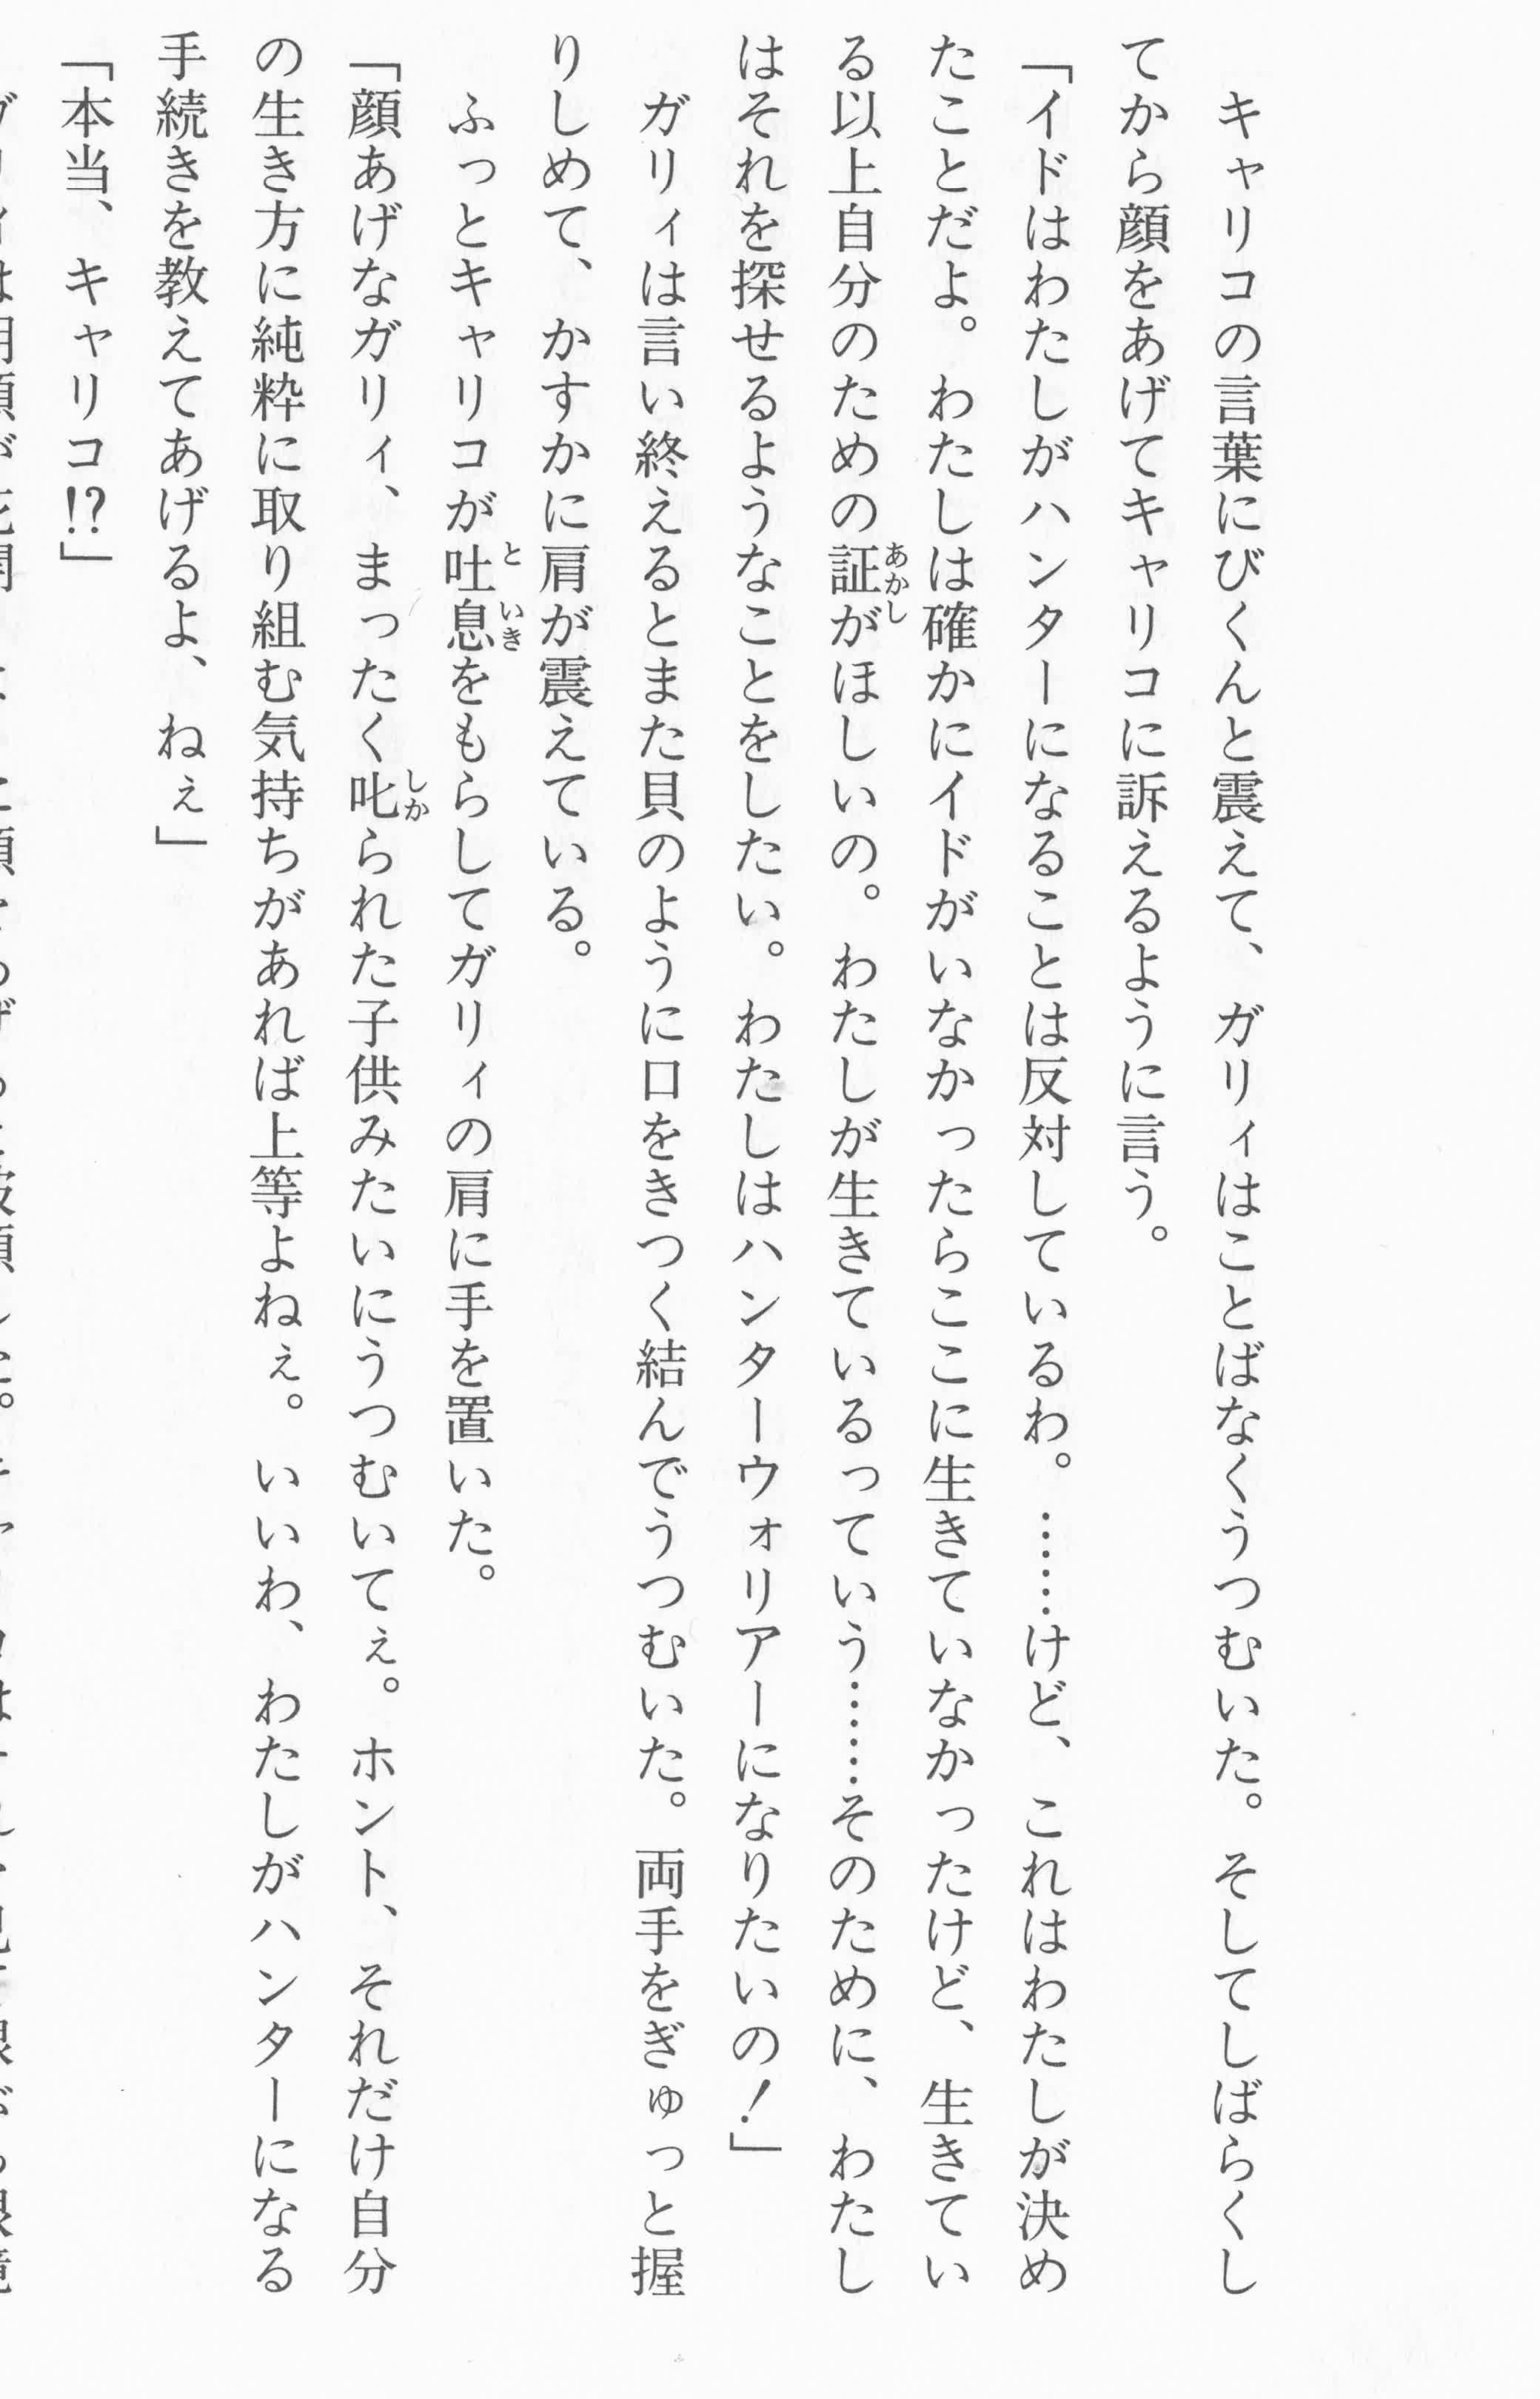 キャリコの言葉にびくんと震えて、ガリィはことばなくうつむいた。そしてしばらくし
てから顔をあげてキャリコに訴えるように言う。
「イドはわたしがハンターになることは反対しているわ。……けど、これはわたしが決め
たことだよ。わたしは確かにイドがいなかったらここに生きていなかったけど、生きてい
る以上自分のための証がほしいの。わたしが生きているっていう……そのために、わたし
はそれを探せるようなことをしたい。わたしはハンターウォリアーになりたいの！」
　ガリィは言い終えるとまた貝のように口をきつく結んでうつむいた。両手をぎゅっと握
りしめて、かすかに肩が震えている。
　ふっとキャリコが吐息をもらしてガリィの肩に手を置いた。
「顔あげなガリィ、まったく叱られた子供みたいにうつむいてぇ。ホント、それだけ自分
の生き方に純粋に取り組む気持ちがあれば上等よねぇ。いいわ、わたしがハンターになる
手続きを教えてあげるよ、ねぇ」
「本当、キャリコ!?」